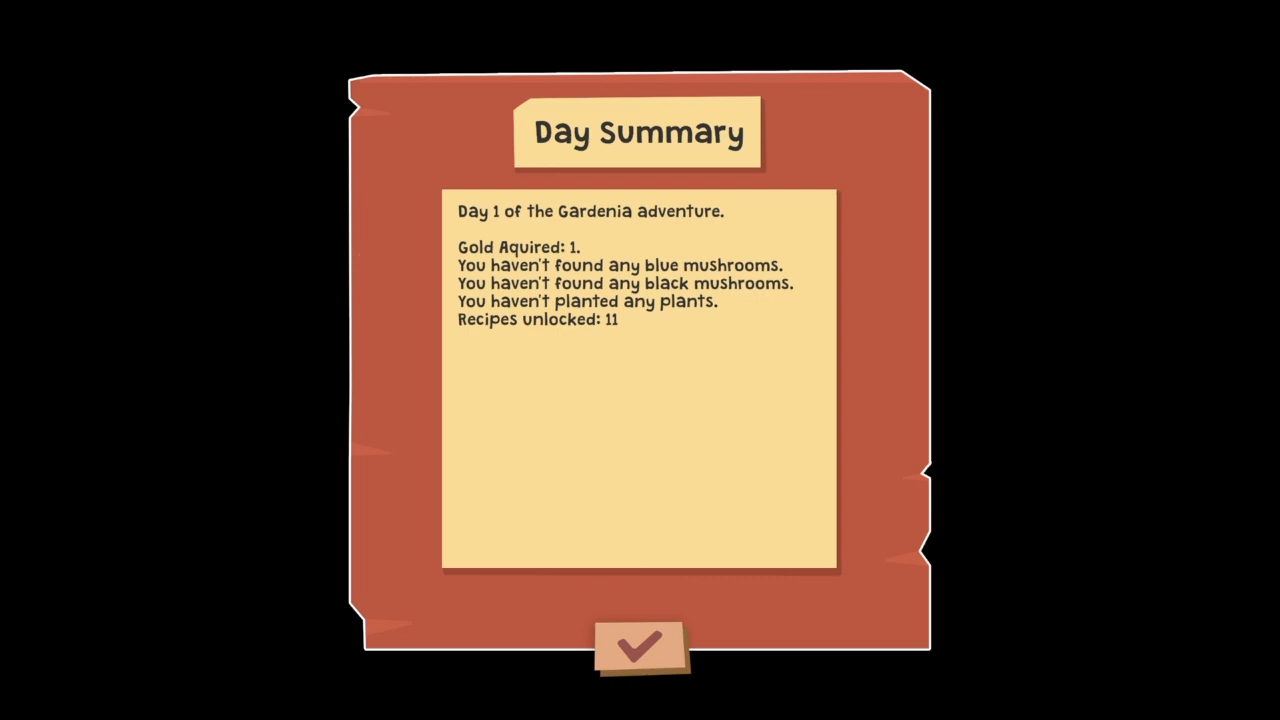 Day Summary
Day 1 of the Gardenia adventure.
Gold Aquired: 1.
You haven't found any blue mushrooms.
You haven't found any black mushrooms.
You haven't planted any plants.
Recipes unlocked: 11